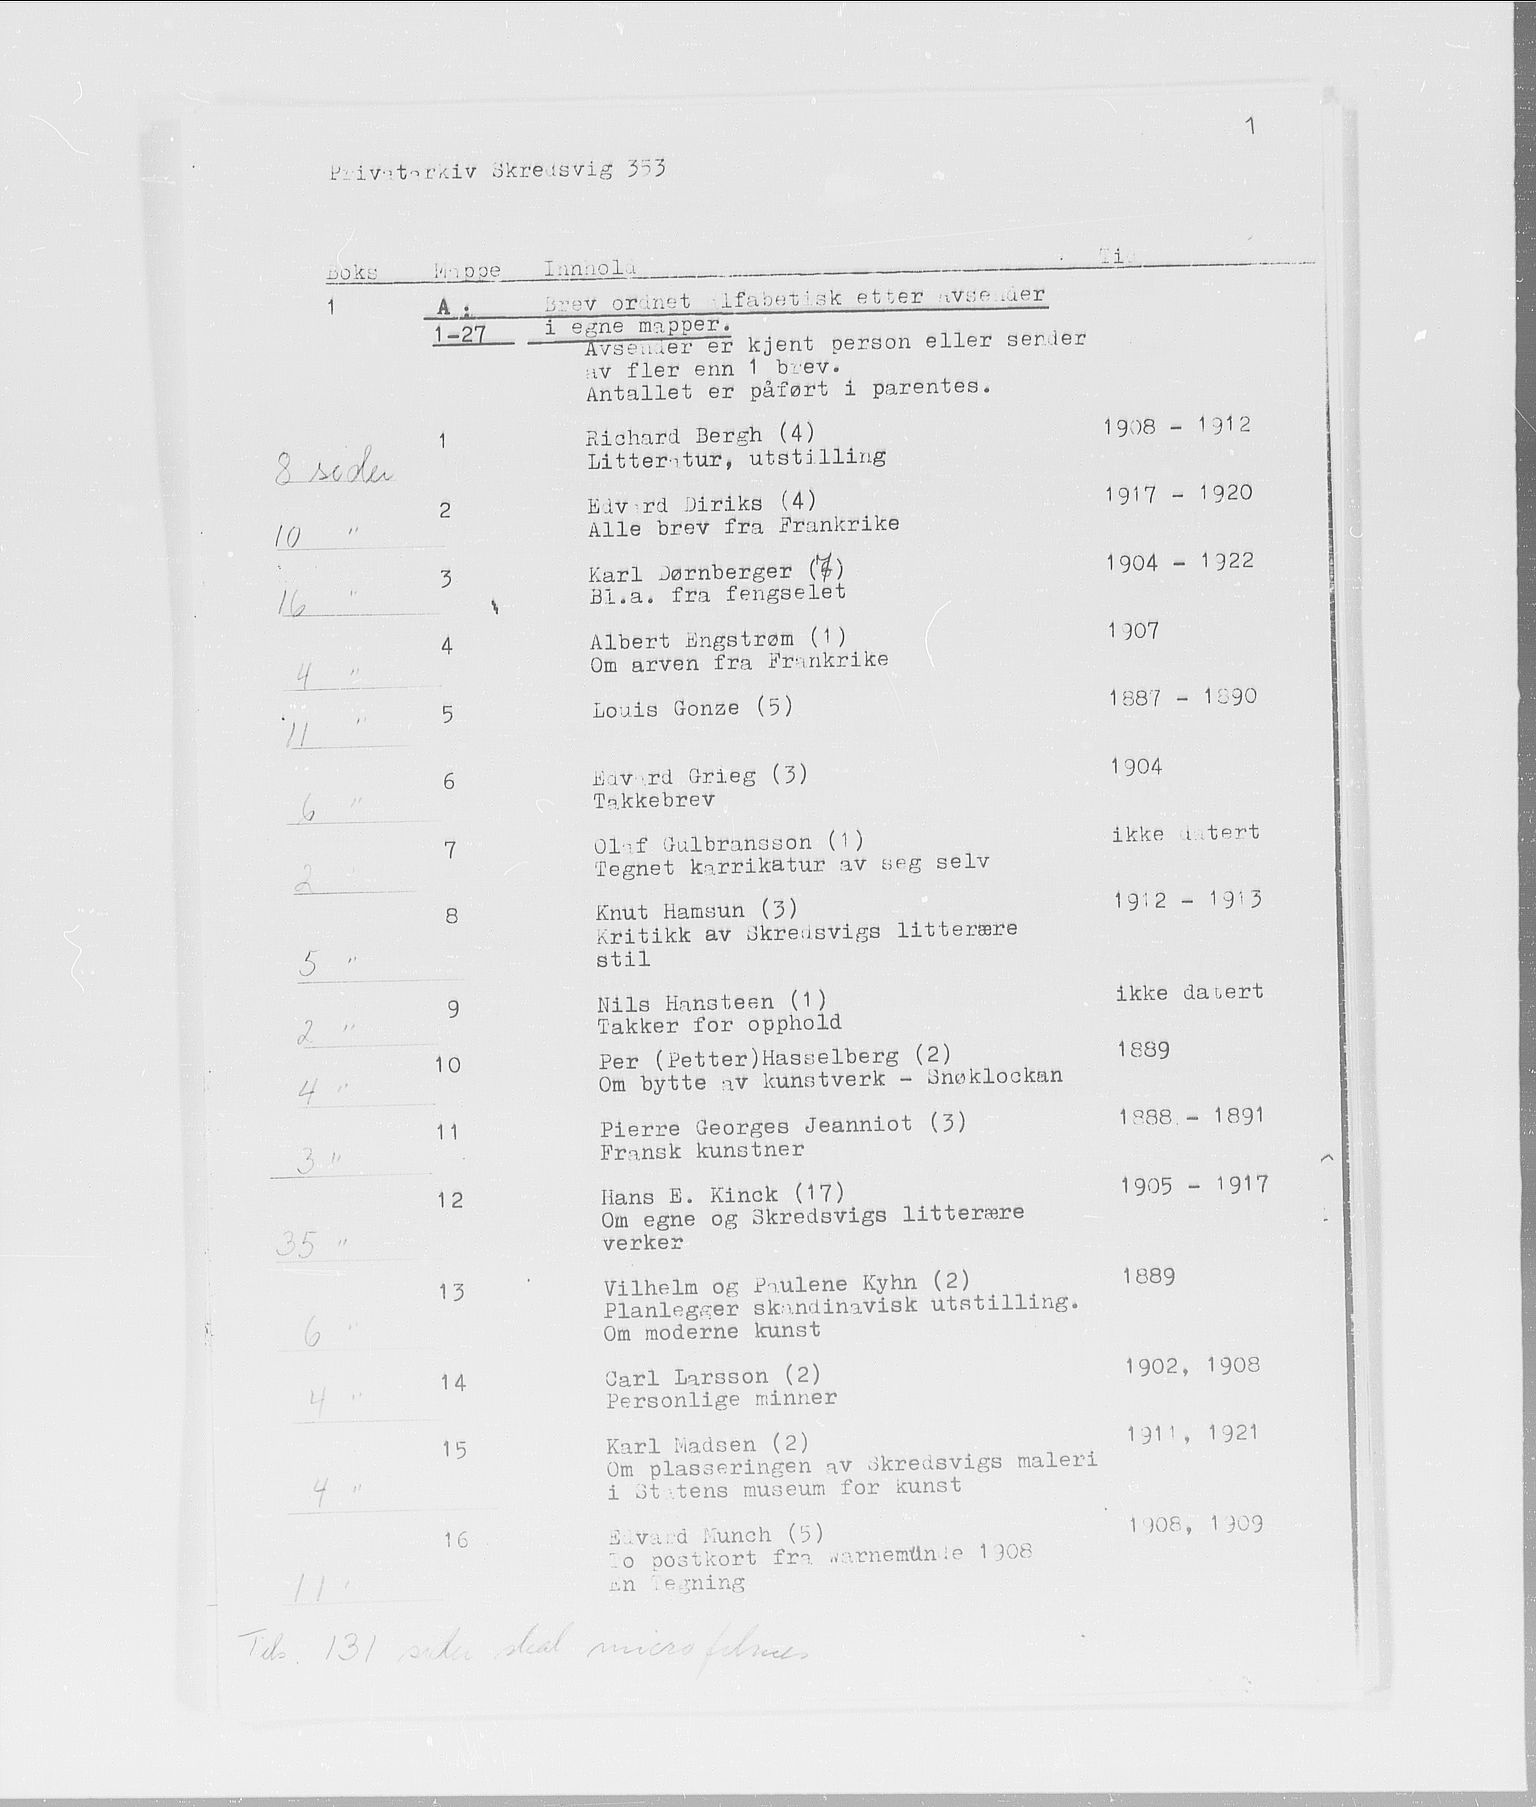 1
Privatarkiv Skredsvig 353
Boks Mappe Innhold Tid
1 A: Brev ordnet alfabetisk etter avsender
1-27 i egne mapper.
Avsender er kjent person eller sender
av fler enn 1 brev.
Antallet er påført i parentes.
1 Richard Bergh (4) 1908 - 1912
8 sider Litteratur, utstilling
2 Edvard Diriks (4) 1917 - 1920
10 " Alle brev fra Frankrike
3 Karl Dørnberger (7) 1904 - 1922
16 " Bl.a. fra fengselet
4 Albert Engstrøm (1) 1907
4 " Om arven fra Frankrike
5 Louis Gonze (5) 1887 - 1890
11 "
6 Edvard Grieg (3) 1904
6 " Takkebrev
7 Olaf Gulbransson (1) ikke datert
2 " Tegnet karrikatur av seg selv
8 Knut Hamsun (3) 1912 - 1913
Kritikk av Skredsvigs litterære
5 " stil
9 Nils Hansteen (1) ikke datert
2 " Takker for opphold
10 Per (Petter)Hasselberg (2) 1889
4 " Om bytte av kunstverk - Snøklockan
11 Pierre Georges Jeanniot (3) 1888 - 1891
3 " Fransk kunstner
12 Hans E. Kinck (17) 1905 - 1917
Om egne og Skredsvigs litterære
35 " verker
13 Vilhelm og Paulene Kyhn (2) 1889
Planlegger skandinavisk utstilling.
6 " Om moderne kunst
14 Carl Larsson (2) 1902, 1908
4 " Personlige minner
15 Karl Madsen (2) 1911, 1921
Om plasseringen av Skredsvigs maleri
4 " i Statens museum for kunst
16 Edvard Munch (5) 1908, 1909
To postkort fra Warnemünde 1908
11 " En Tegning
131 sider skal microfilmes